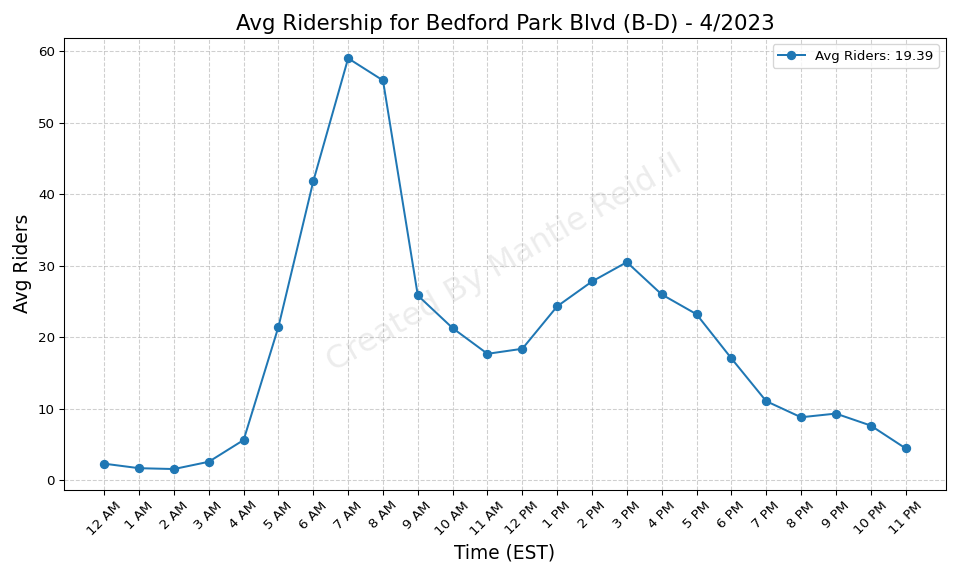 Avg Ridership for Bedford Park Blvd (B-D) - 4/2023
Avg Riders: 19.39
60
50
40
30
20
10
0
Avg Riders
Created By Mantie Reid II
12 AM
1 AM
2 AM
3 AM
4 AM
5 AM
6 AM
7 AM
8 AM
9 AM
10 AM
11 AM
12 PM
1 PM
2 PM
3 PM
4 PM
5 PM
6 PM
7 PM
8 PM
9 PM
10 PM
11 PM
Time (EST)